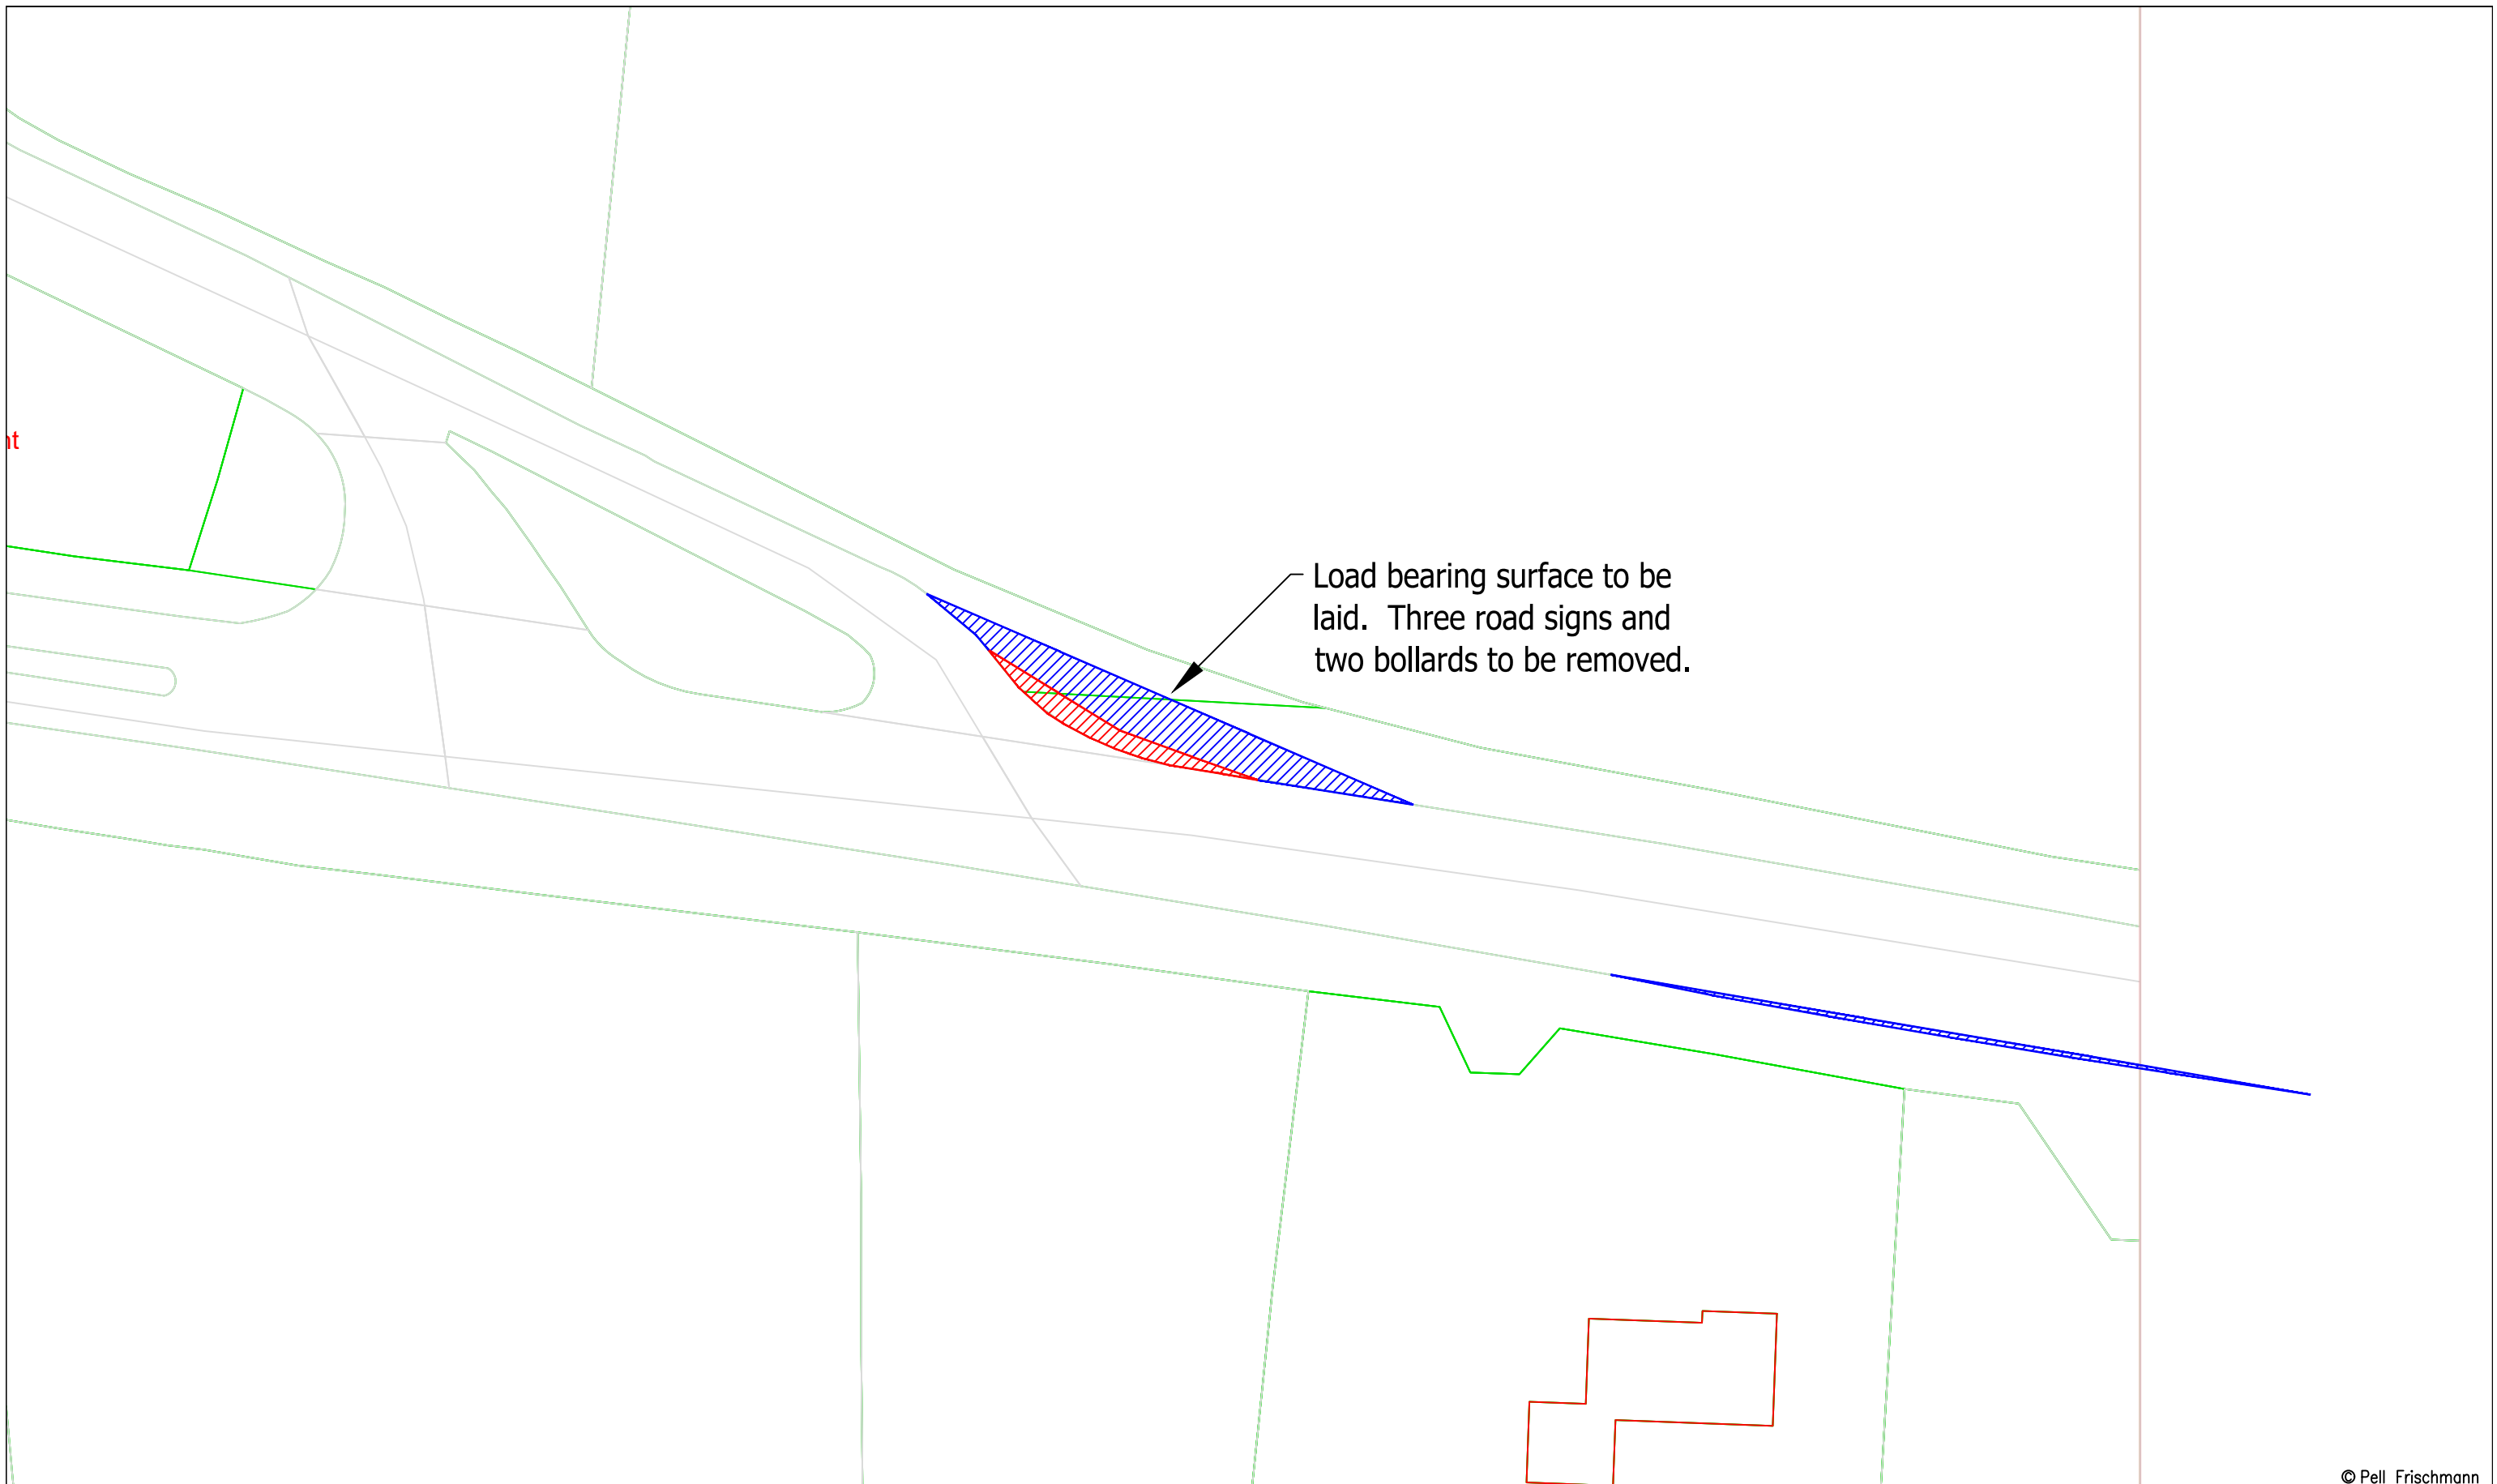 Load bearing surface to be
laid.  Three road signs and
two bollards to be removed.
© Pell Frischmann